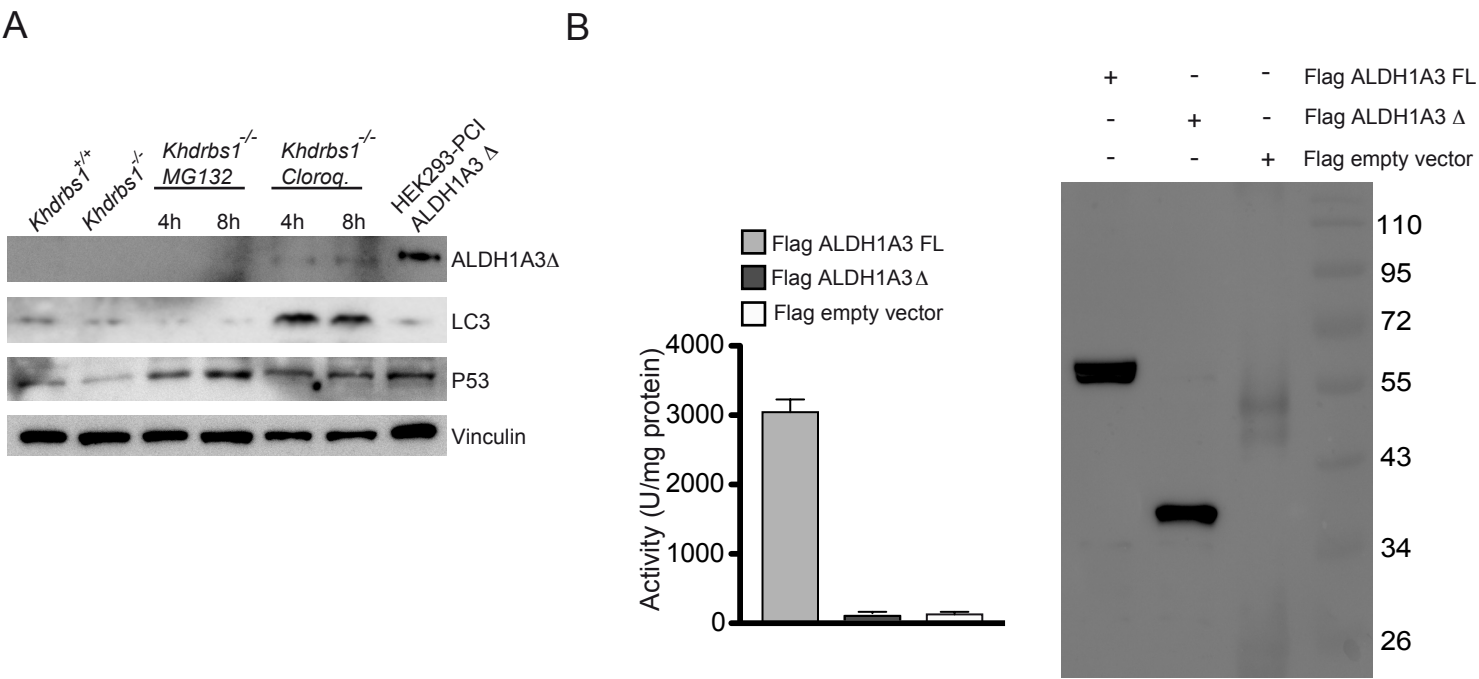 A
Khdrbs1+/+
Khdrbs1-/-
Khdrbs1-/-
MG132
Khdrbs1-/-
Cloroq.
HEK293-PCI
ALDH1A3 Δ
4h
8h
4h
8h
ALDH1A3Δ
LC3
P53
Vinculin
B
Flag ALDH1A3 FL
Flag ALDH1A3 Δ
Flag empty vector
Activity (U/mg protein)
4000
3000
2000
1000
0
+ - - Flag ALDH1A3 FL
- + - Flag ALDH1A3 Δ
- - + Flag empty vector
110
95
72
55
43
34
26